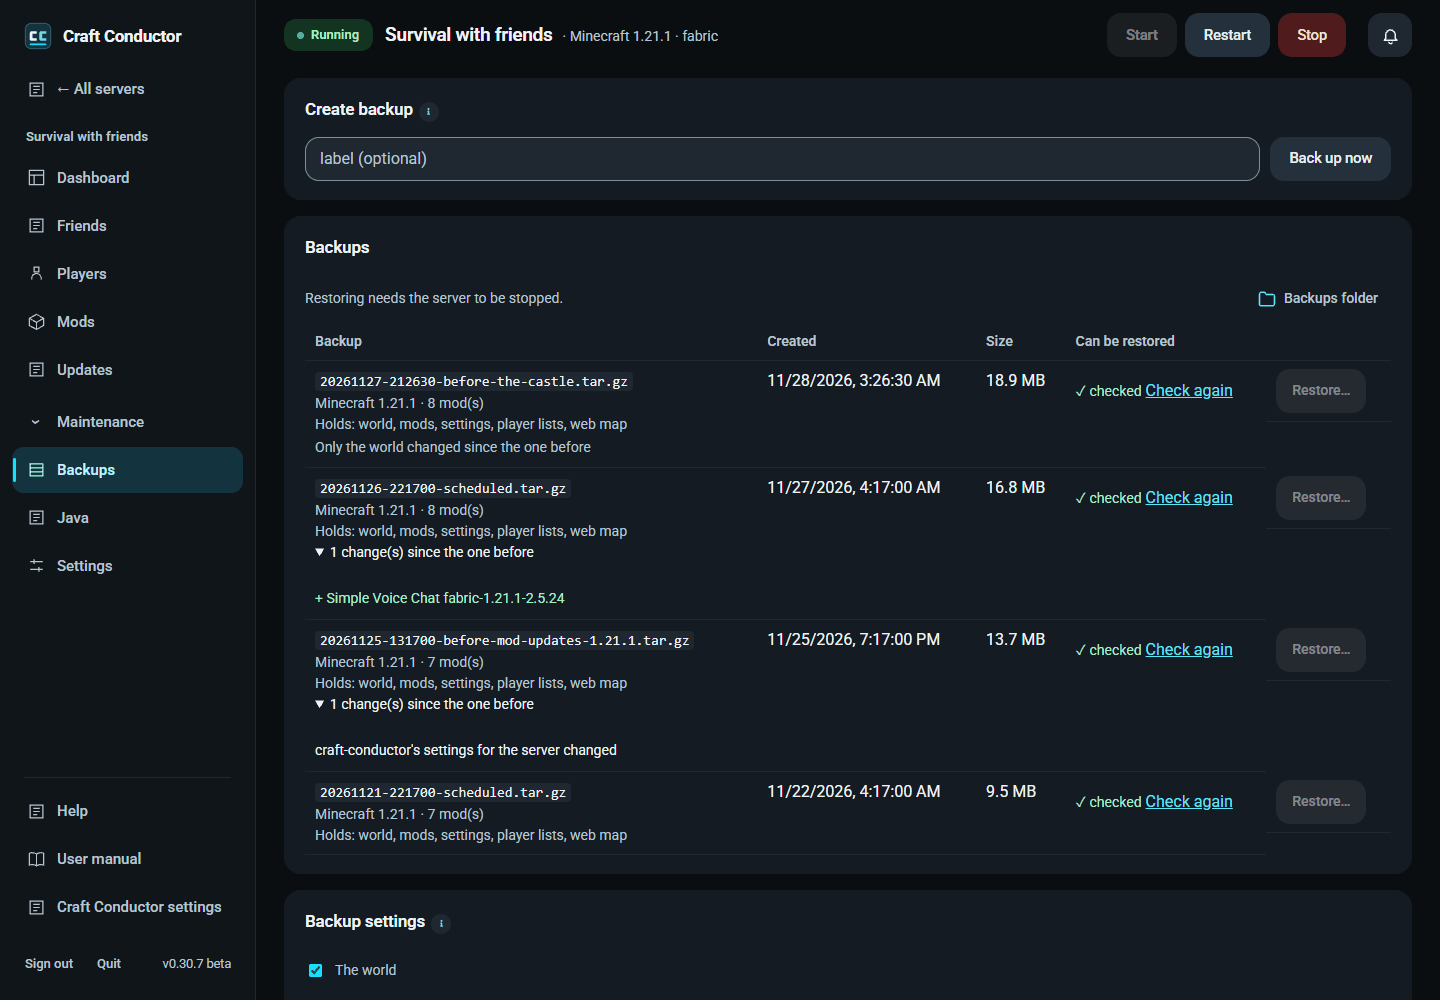 Craft Conductor
← All servers
Survival with friends
Dashboard
Friends
Players
Mods
Updates
Maintenance
Backups
Java
Settings
Help
User manual
Craft Conductor settings
Sign out Quit v0.30.7 beta
Running Survival with friends · Minecraft 1.21.1 · fabric
Start Restart Stop
Create backup i
label (optional) Back up now
Backups
Restoring needs the server to be stopped. Backups folder
Backup Created Size Can be restored
20261127-212630-before-the-castle.tar.gz 11/28/2026, 3:26:30 AM 18.9 MB ✓ checked Check again Restore...
Minecraft 1.21.1 · 8 mod(s)
Holds: world, mods, settings, player lists, web map
Only the world changed since the one before
20261126-221700-scheduled.tar.gz 11/27/2026, 4:17:00 AM 16.8 MB ✓ checked Check again Restore...
Minecraft 1.21.1 · 8 mod(s)
Holds: world, mods, settings, player lists, web map
▼ 1 change(s) since the one before
+ Simple Voice Chat fabric-1.21.1-2.5.24
20261125-131700-before-mod-updates-1.21.1.tar.gz 11/25/2026, 7:17:00 PM 13.7 MB ✓ checked Check again Restore...
Minecraft 1.21.1 · 7 mod(s)
Holds: world, mods, settings, player lists, web map
▼ 1 change(s) since the one before
craft-conductor's settings for the server changed
20261121-221700-scheduled.tar.gz 11/22/2026, 4:17:00 AM 9.5 MB ✓ checked Check again Restore...
Minecraft 1.21.1 · 7 mod(s)
Holds: world, mods, settings, player lists, web map
Backup settings i
The world